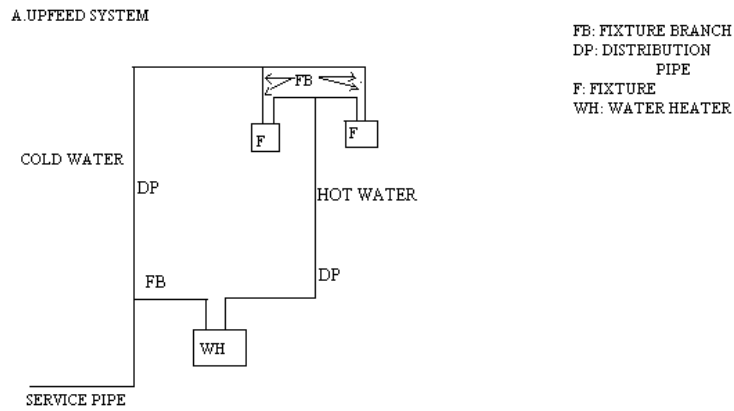 A.UPFEED SYSTEM
FB: FIXTURE BRANCH
DP: DISTRIBUTION
PIPE
F: FIXTURE
WH: WATER HEATER
FB
F
F
COLD WATER
DP
HOT WATER
DP
FB
WH
SERVICE PIPE